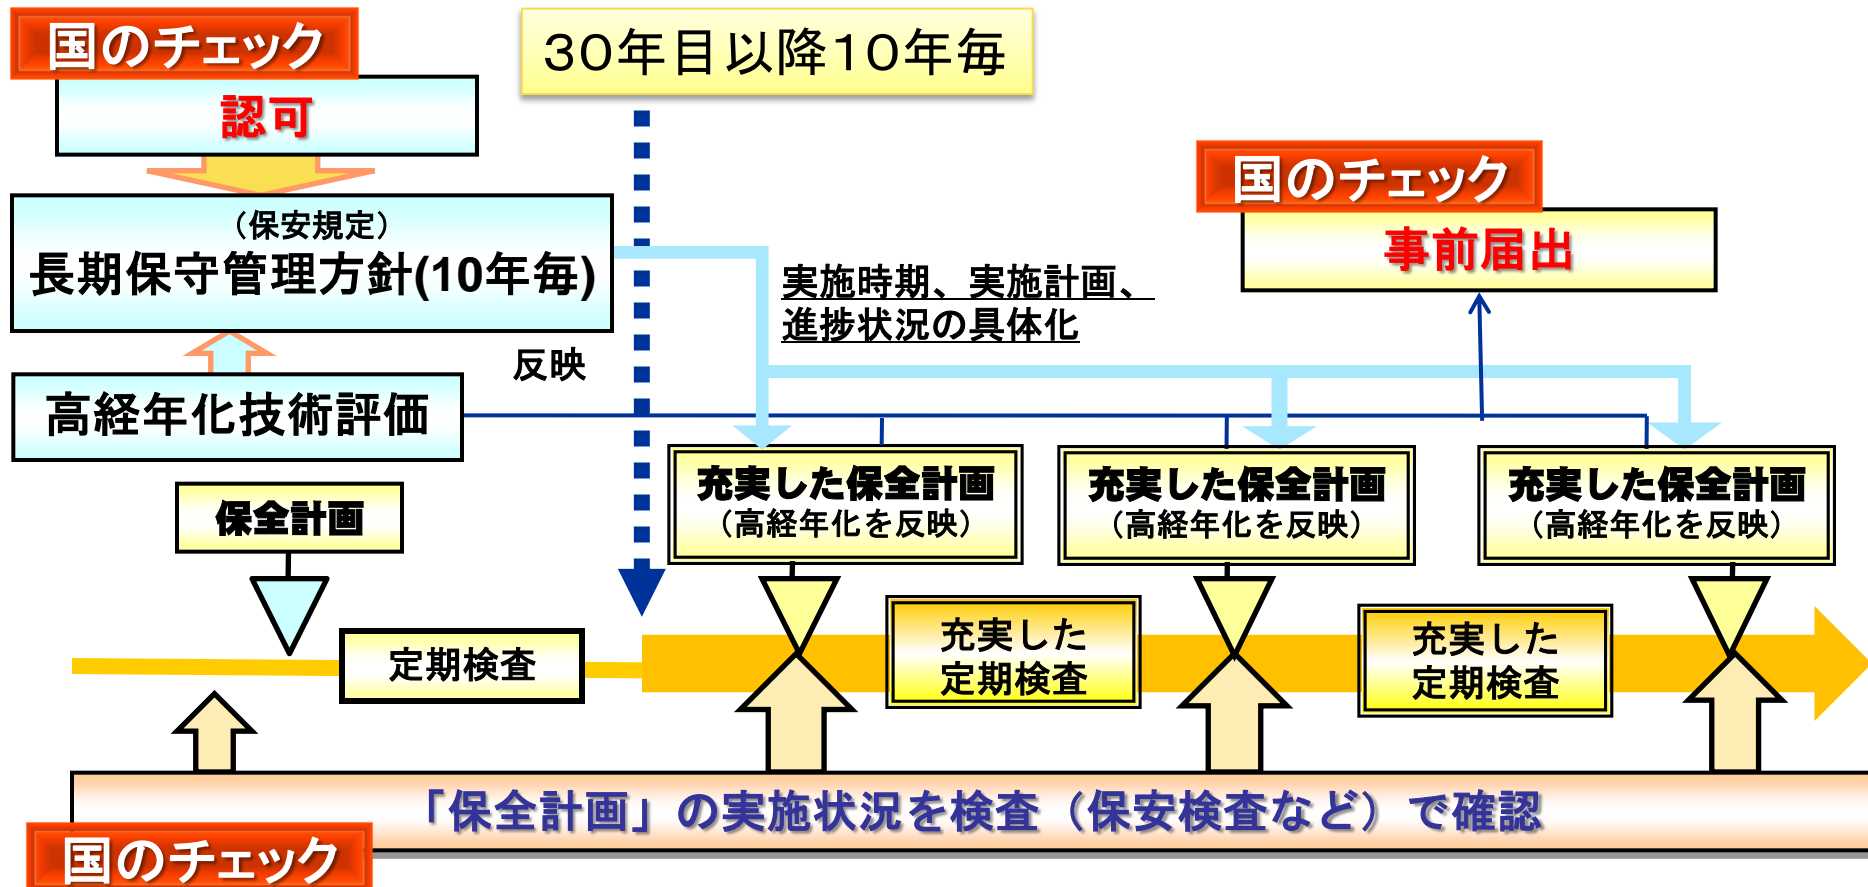 国のチェック
認可
30年目以降10年毎
国のチェック
事前届出
(保安規定)
長期保守管理方針(10年毎)
実施時期、実施計画、
進捗状況の具体化
反映
高経年化技術評価
保全計画
充実した保全計画
(高経年化を反映)
充実した保全計画
(高経年化を反映)
充実した保全計画
(高経年化を反映)
定期検査
充実した
定期検査
充実した
定期検査
「保全計画」の実施状況を検査(保安検査など)で確認
国のチェック